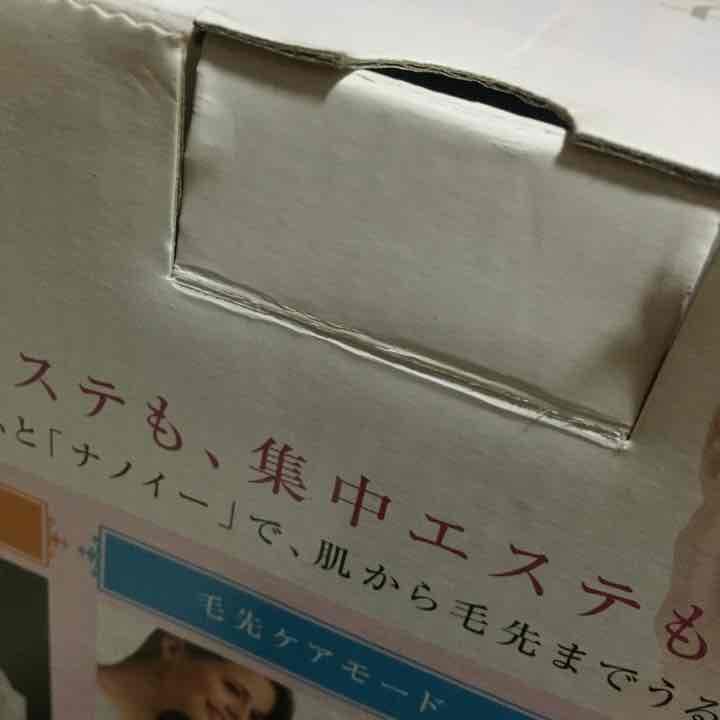 ステも、集中エステも
と「ナノイー」で、肌から毛先までうる
毛先ケアモード